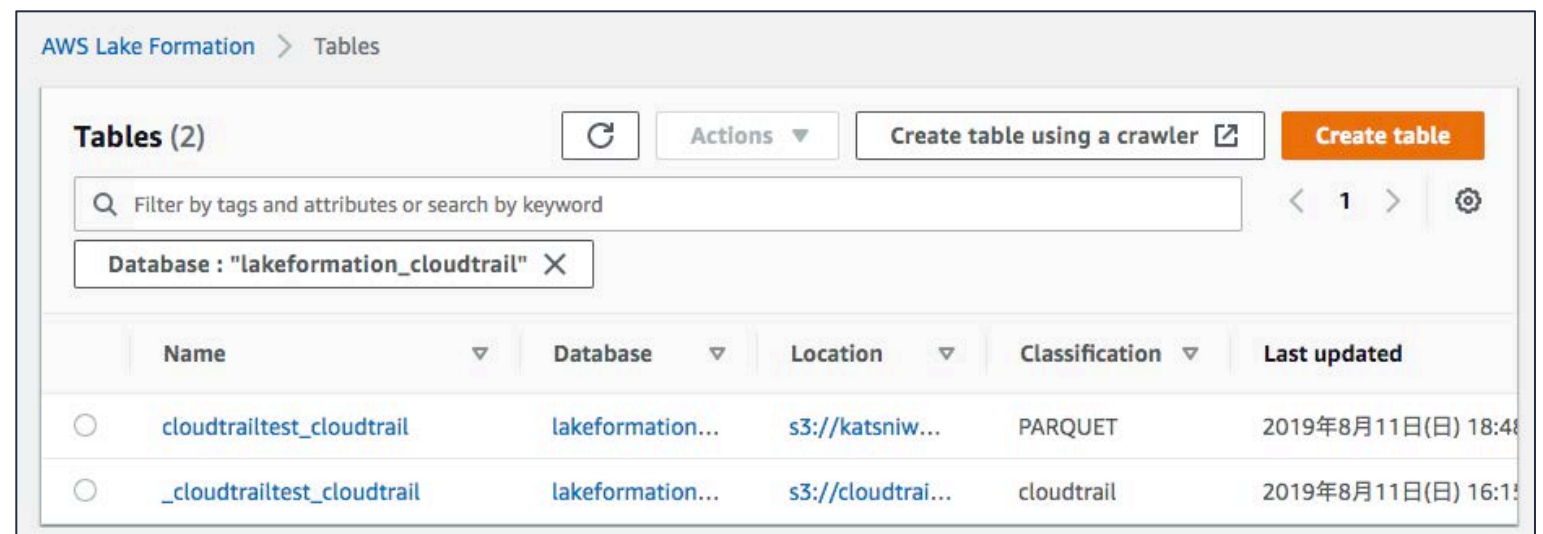 AWS Lake Formation > Tables
Tables (2) Actions ▼ Create table using a crawler Create table
Filter by tags and attributes or search by keyword < 1 >
Database : "lakeformation_cloudtrail" ×
Name Database Location Classification Last updated
cloudtrailtest_cloudtrail lakeformation... s3://katsniw... PARQUET 2019年8月11日(日) 18:48
_cloudtrailtest_cloudtrail lakeformation... s3://cloudtrai... cloudtrail 2019年8月11日(日) 16:1